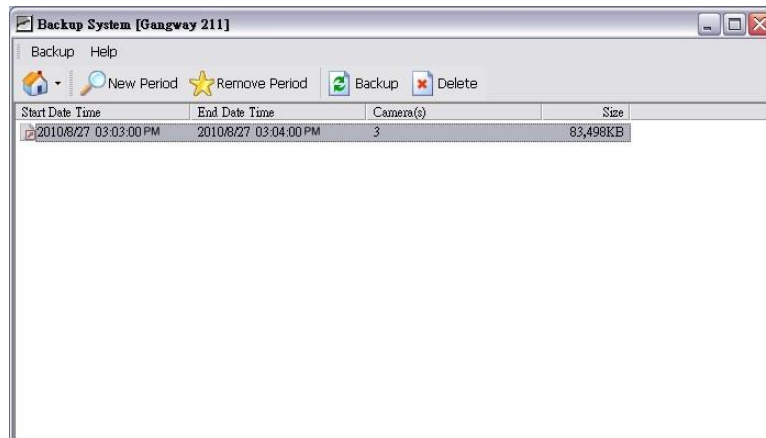 Backup System [Gangway 211]
Backup Help
New Period Remove Period Backup Delete
Start Date Time End Date Time Camera(s) Size
2010/8/27 03:03:00 PM 2010/8/27 03:04:00 PM 3 83,498KB